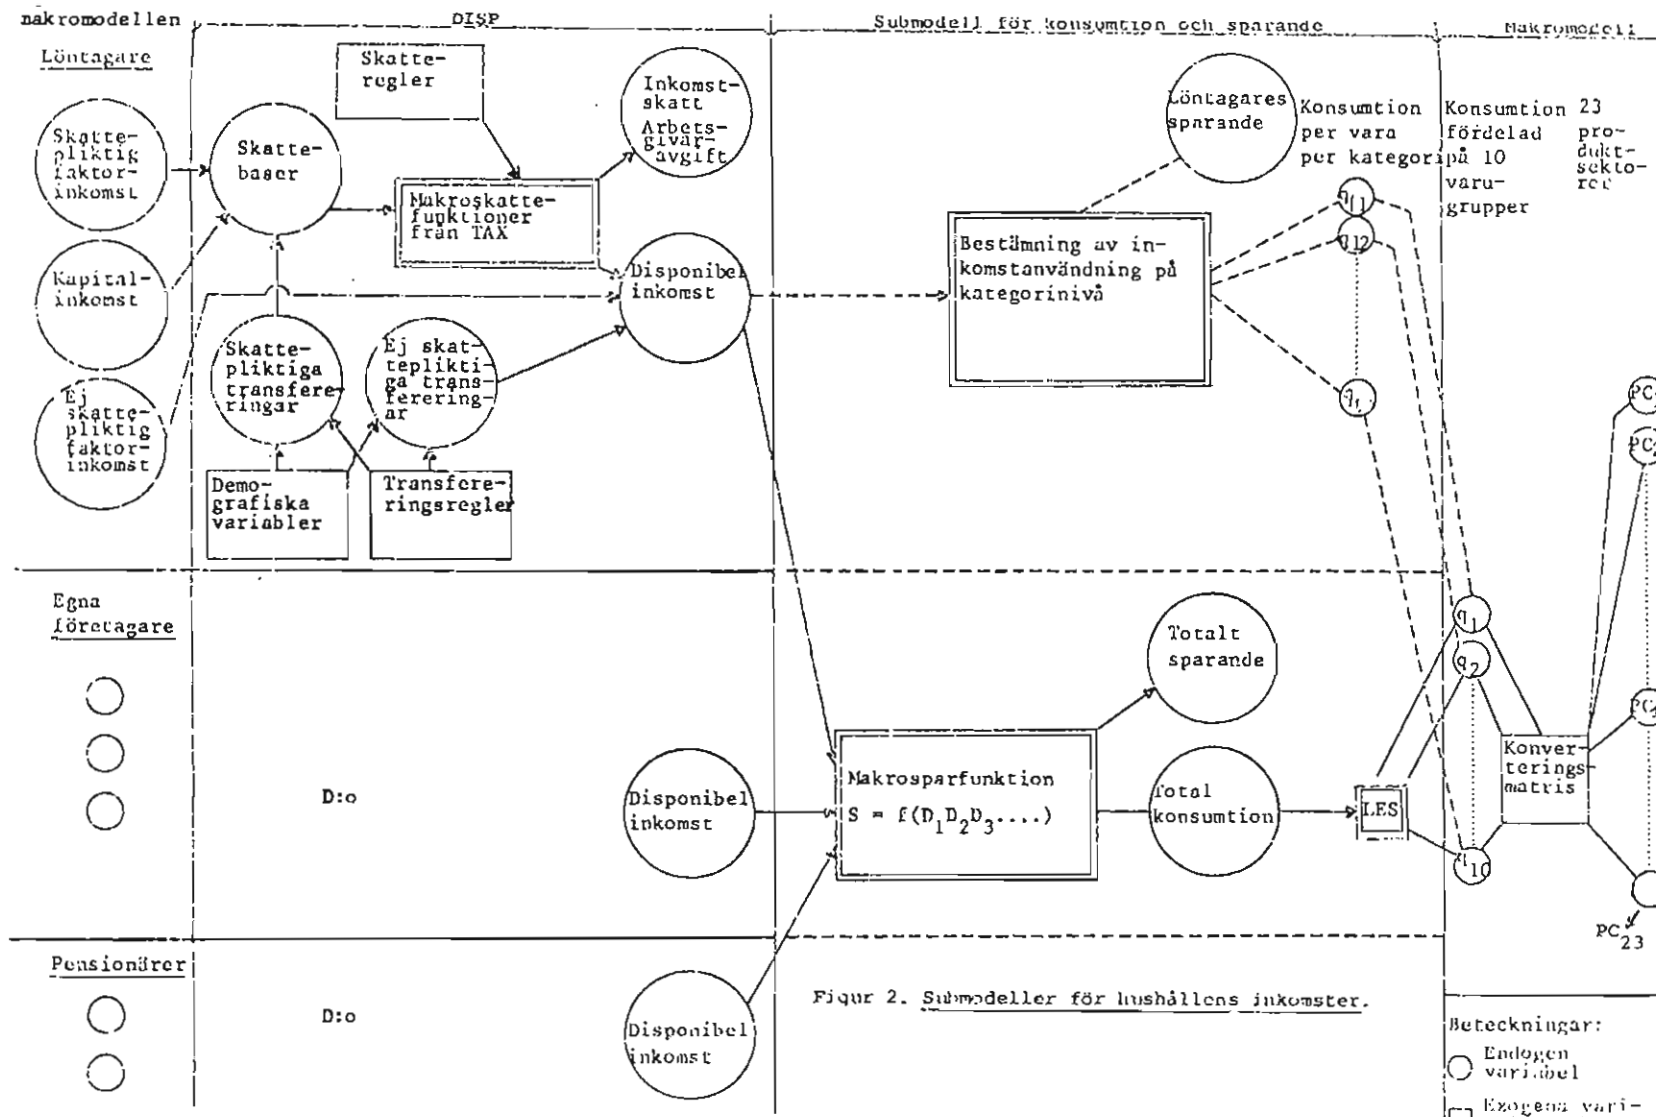 makromodellen
DISP
Submodell för konsumtion och sparande
Makromodell
Löntagare
Skatte-
pliktig
faktor-
inkomst
Kapital-
inkomst
Ej
skatte-
pliktig
faktor-
inkomst
Skatte-
baser
Skatte-
regler
Inkomst-
skatt
Arbets-
givar-
avgift
Makroskatte-
funktioner
från TAX
Disponibel
inkomst
Skatte-
pliktiga
transfere-
ringar
Ej skat-
teplikti-
ga trans-
fereringar-
ar
Demo-
grafiska
variabler
Transfere-
ringsregler
Löntagares
sparande
Bestämning av in-
komstanvändning på
kategorinivå
Konsumtion
per vara
per kategori
q11
q12
Konsumtion
fördelad
på 10
varu-
grupper
23
pro-
dukt-
sekto-
rer
Egna
företagare
D:o
Disponibel
inkomst
Makrosparfunktion
S = f(D1D2D3....)
Totalt
sparande
Total
konsumtion
LES
q1
q2
q10
Konver-
terings-
matris
PC
PC2
PC
PC23
Pensionärer
D:o
Disponibel
inkomst
Figur 2. Submodeller för hushållens inkomster.
Beteckningar:
Endogen
variabel
Exogena vari-